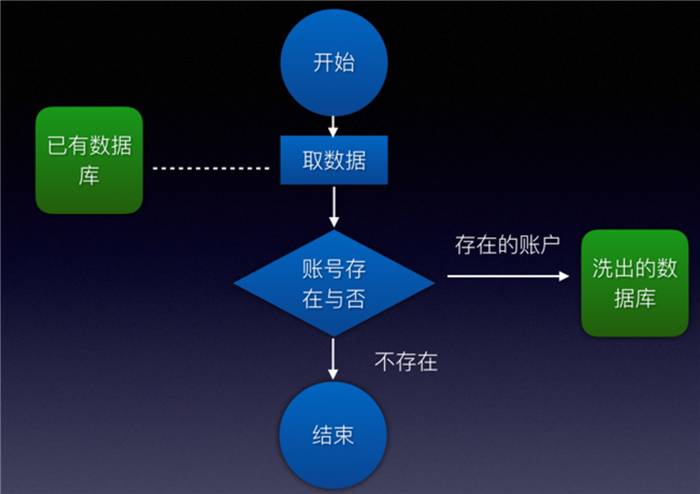 开始
已有数据
库
取数据
账号存
在与否
存在的账户
洗出的数
据库
不存在
结束